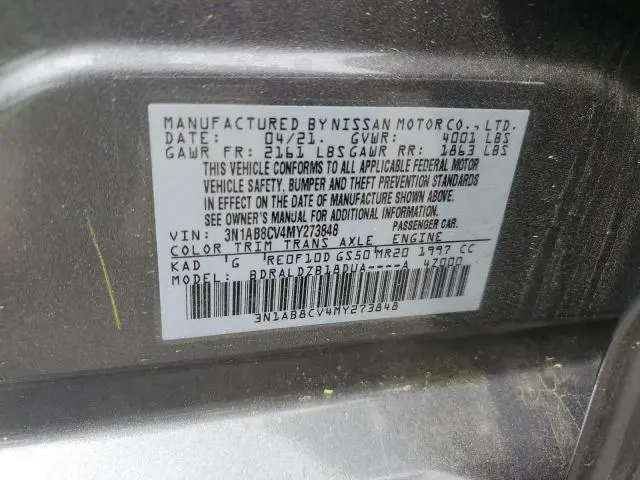 MANUFACTURED BY NISSAN MOTOR CO., LTD.
DATE: 04/21. GVWR: 4001 LBS
GAWR FR: 2161 LBS GAWR RR: 1863 LBS
THIS VEHICLE CONFORMS TO ALL APPLICABLE FEDERAL MOTOR
VEHICLE SAFETY, BUMPER AND THEFT PREVENTION STANDARDS
IN EFFECT ON THE DATE OF MANUFACTURE SHOWN ABOVE.
SEE OWNER'S MANUAL FOR ADDITIONAL INFORMATION.
VIN: 3N1AB8CV4MY273848 PASSENGER CAR.
COLOR TRIM TRANS AXLE ENGINE
KAD G RE0F10D GS50 MR20 1997 CC
MODEL: BDRALDZB18DUA----A 4Z000
3N1AB8CV4MY273848